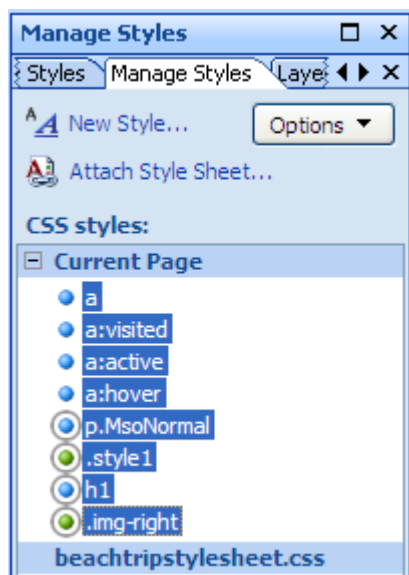 Manage Styles
Styles Manage Styles Laye
New Style... Options
Attach Style Sheet...
CSS styles:
Current Page
a
a:visited
a:active
a:hover
p.MsoNormal
.style1
h1
.img-right
beachtripstylesheet.css